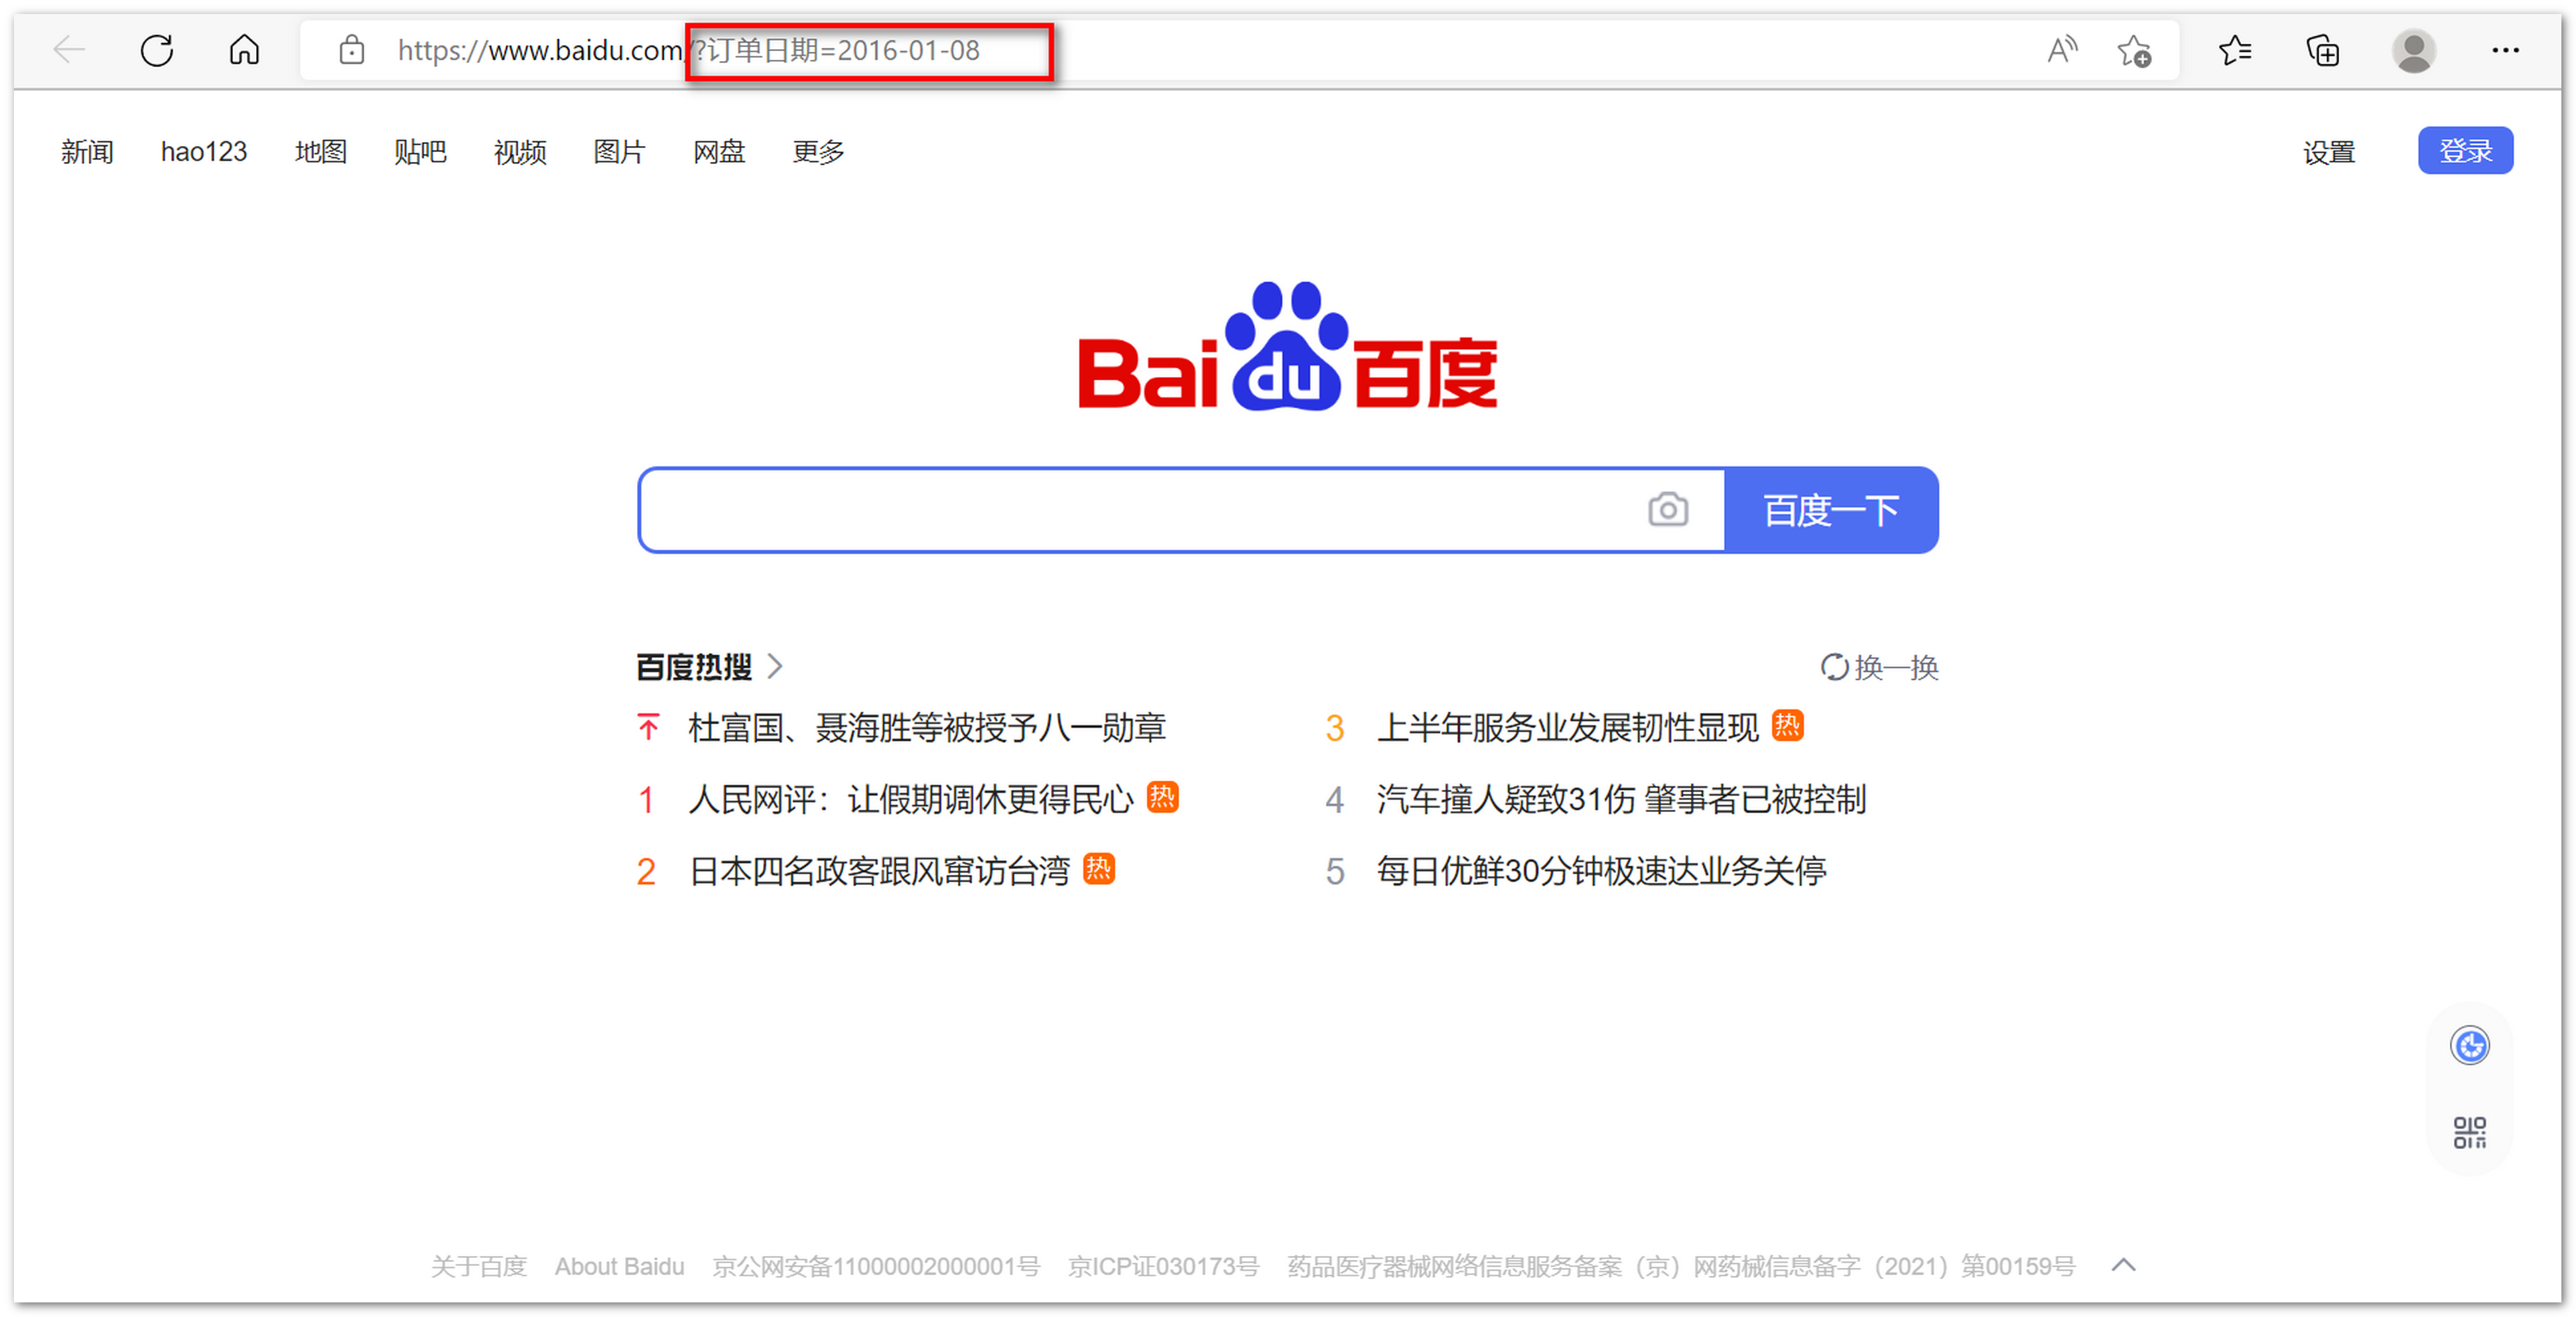 https://www.baidu.com/?订单日期=2016-01-08
新闻 hao123 地图 贴吧 视频 图片 网盘 更多 设置 登录
Bai du 百度
百度一下
百度热搜 换一换
杜富国、聂海胜等被授予八一勋章
1 人民网评：让假期调休更得民心 热
2 日本四名政客跟风窜访台湾 热
3 上半年服务业发展韧性显现 热
4 汽车撞人疑致31伤 肇事者已被控制
5 每日优鲜30分钟极速达业务关停
关于百度 About Baidu 京公网安备11000002000001号 京ICP证030173号 药品医疗器械网络信息服务备案（京）网药械信息备字（2021）第00159号